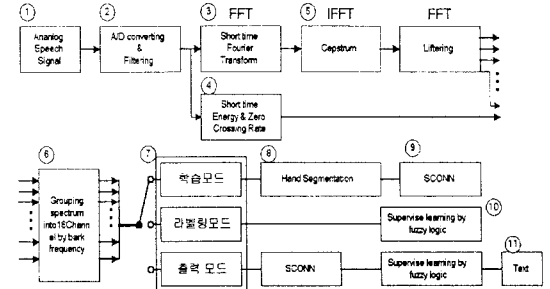 FFT
IFFT
FFT
1
2
3
5
Ananlog
Speech
Signal
A/D converting
&
Filtering
Short time
Fourier
Transform
Cepstrum
Liftering
4
Short time
Energy & Zero
Crossing Rate
6
7
8
9
Grouping
spectrum
into16Chann
el by bark
frequency
학습모드
Hand Segmentation
SCONN
10
라벨링모드
Supervise learning by
fuzzy logic
11
출력 모드
SCONN
Supervise learning by
fuzzy logic
Text